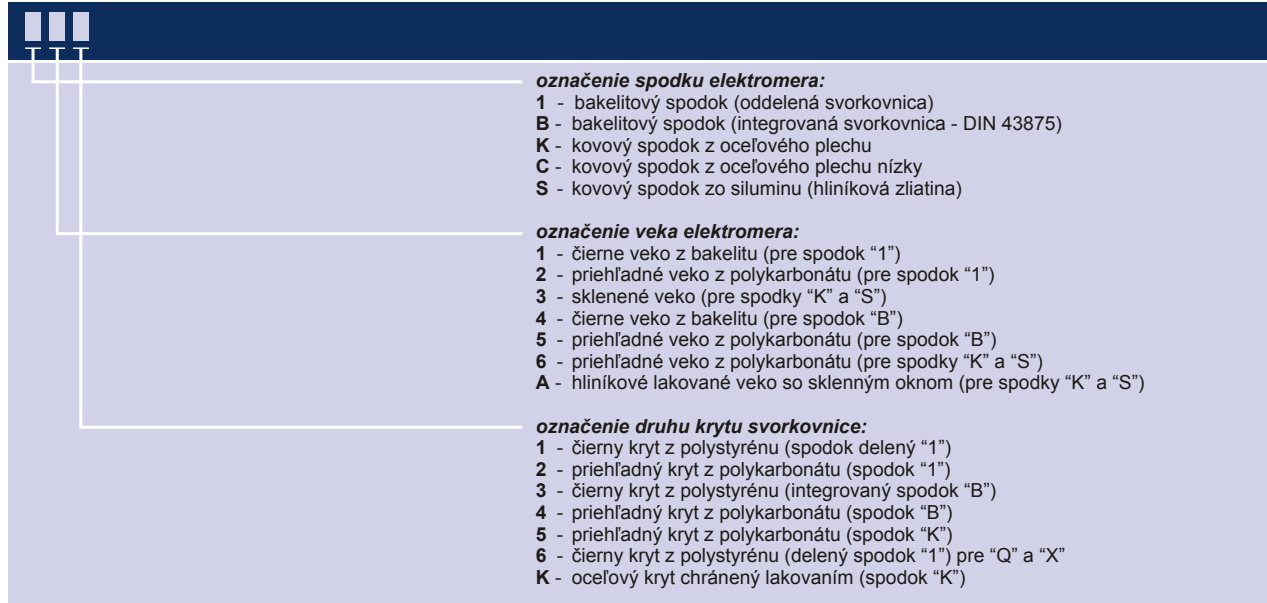 označenie spodku elektromera:
1 - bakelitový spodok (oddelená svorkovnica)
B - bakelitový spodok (integrovaná svorkovnica - DIN 43875)
K - kovový spodok z oceľového plechu
C - kovový spodok z oceľového plechu nízky
S - kovový spodok zo siluminu (hliníková zliatina)
označenie veka elektromera:
1 - čierne veko z bakelitu (pre spodok “1”)
2 - priehľadné veko z polykarbonátu (pre spodok “1”)
3 - sklenené veko (pre spodky “K” a “S”)
4 - čierne veko z bakelitu (pre spodok “B”)
5 - priehľadné veko z polykarbonátu (pre spodok “B”)
6 - priehľadné veko z polykarbonátu (pre spodky “K” a “S”)
A - hliníkové lakované veko so sklenným oknom (pre spodky “K” a “S”)
označenie druhu krytu svorkovnice:
1 - čierny kryt z polystyrénu (spodok delený “1”)
2 - priehľadný kryt z polykarbonátu (spodok “1”)
3 - čierny kryt z polystyrénu (integrovaný spodok “B”)
4 - priehľadný kryt z polykarbonátu (spodok “B”)
5 - priehľadný kryt z polykarbonátu (spodok “K”)
6 - čierny kryt z polystyrénu (delený spodok “1”) pre “Q” a “X”
K - oceľový kryt chránený lakovaním (spodok “K”)